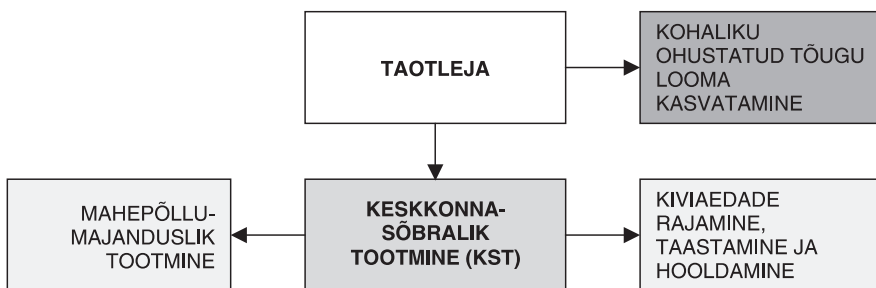 TAOTLEJA
KOHALIKU
OHUSTATUD TÕUGU
LOOMA
KASVATAMINE
MAHEPÕLLU-
MAJANDUSLIK
TOOTMINE
KESKKONNA-
SÕBRALIK
TOOTMINE (KST)
KIVIAEDADE
RAJAMINE,
TAASTAMINE JA
HOOLDAMINE